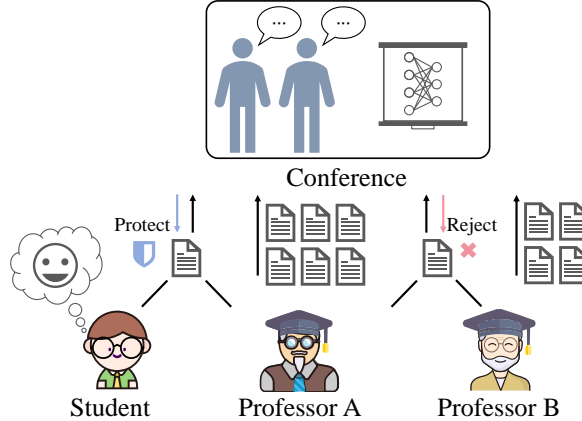 ...
...
Conference
Protect
Reject
Student
Professor A
Professor B